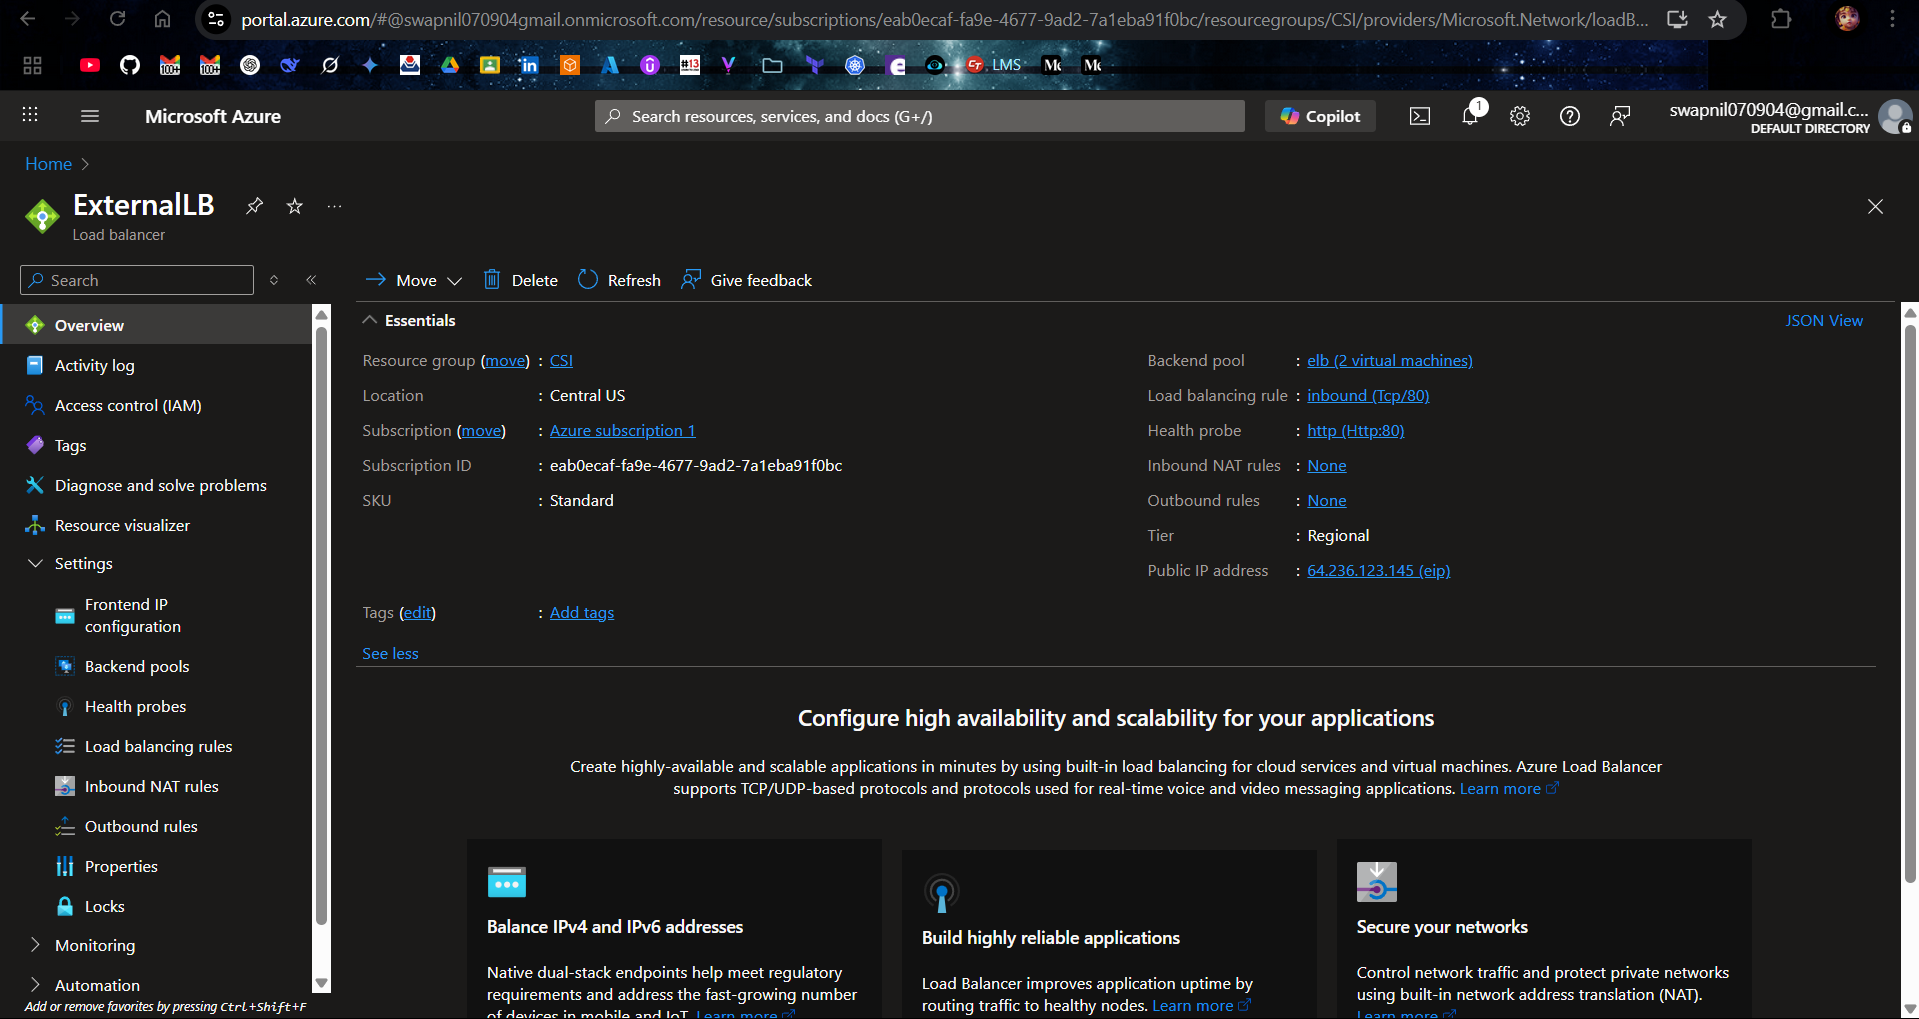 portal.azure.com/#@swapnil070904gmail.onmicrosoft.com/resource/subscriptions/eab0ecaf-fa9e-4677-9ad2-7a1eba91f0bc/resourcegroups/CSI/providers/Microsoft.Network/loadB...
100+
100+
in
#13
CT LMS
Microsoft Azure
Search resources, services, and docs (G+/)
Copilot
1
swapnil070904@gmail.c...
DEFAULT DIRECTORY
Home
ExternalLB
Load balancer
Search
Move
Delete
Refresh
Give feedback
Overview
Activity log
Access control (IAM)
Tags
Diagnose and solve problems
Resource visualizer
Settings
Frontend IP
configuration
Backend pools
Health probes
Load balancing rules
Inbound NAT rules
Outbound rules
Properties
Locks
Monitoring
Automation
Add or remove favorites by pressing Ctrl+Shift+F
Essentials
JSON View
Resource group (move) : CSI
Location : Central US
Subscription (move) : Azure subscription 1
Subscription ID : eab0ecaf-fa9e-4677-9ad2-7a1eba91f0bc
SKU : Standard
Backend pool : elb (2 virtual machines)
Load balancing rule : inbound (Tcp/80)
Health probe : http (Http:80)
Inbound NAT rules : None
Outbound rules : None
Tier : Regional
Public IP address : 64.236.123.145 (eip)
Tags (edit) : Add tags
See less
Configure high availability and scalability for your applications
Create highly-available and scalable applications in minutes by using built-in load balancing for cloud services and virtual machines. Azure Load Balancer
supports TCP/UDP-based protocols and protocols used for real-time voice and video messaging applications. Learn more
Balance IPv4 and IPv6 addresses
Native dual-stack endpoints help meet regulatory
requirements and address the fast-growing number
of devices in mobile and IoT. Learn more
Build highly reliable applications
Load Balancer improves application uptime by
routing traffic to healthy nodes. Learn more
Secure your networks
Control network traffic and protect private networks
using built-in network address translation (NAT).
Learn more